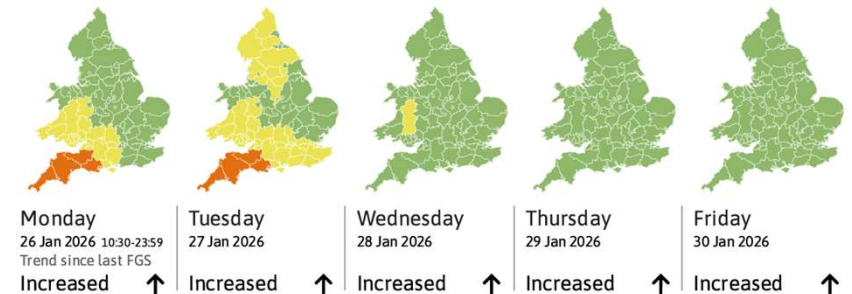 Monday
26 Jan 2026 10:30-23:59
Trend since last FGS
Increased ↑
Tuesday
27 Jan 2026
Increased ↑
Wednesday
28 Jan 2026
Increased ↑
Thursday
29 Jan 2026
Increased ↑
Friday
30 Jan 2026
Increased ↑